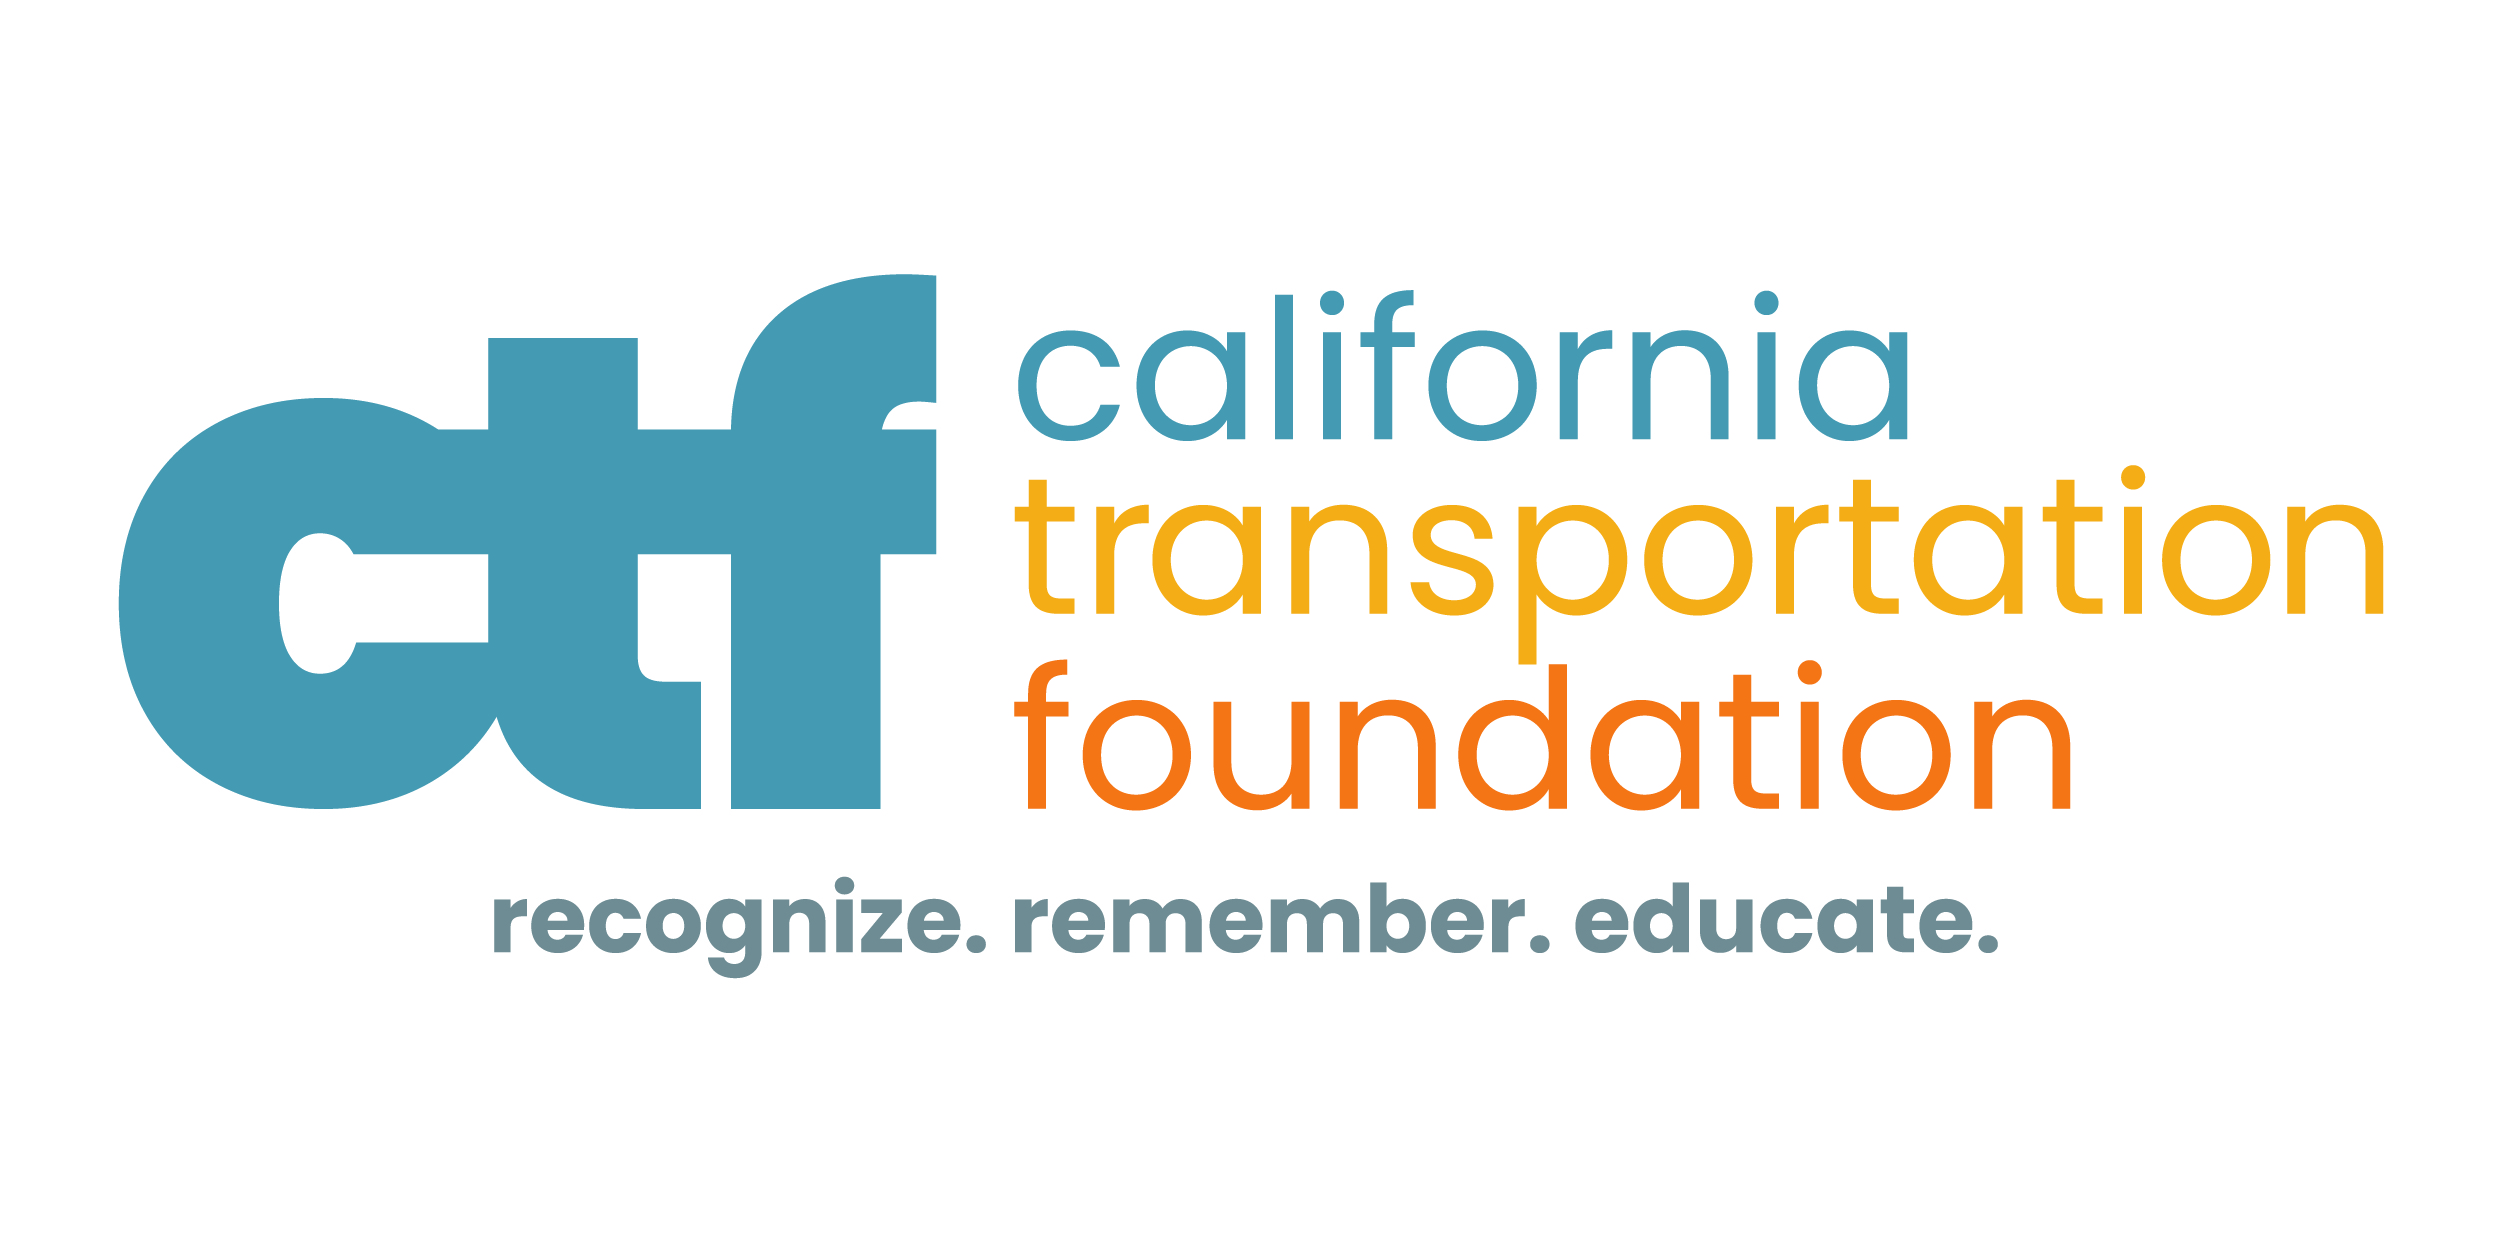 ctf
california
transportation
foundation
recognize. remember. educate.